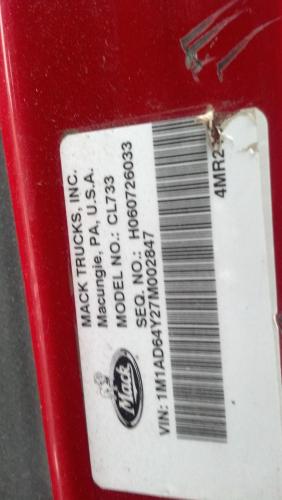 MACK TRUCKS, INC.
Macungie, PA, U.S.A.
MODEL NO.: CL733
SEQ. NO.: H060726033
Mack
VIN: 1M1AD64Y27M002847